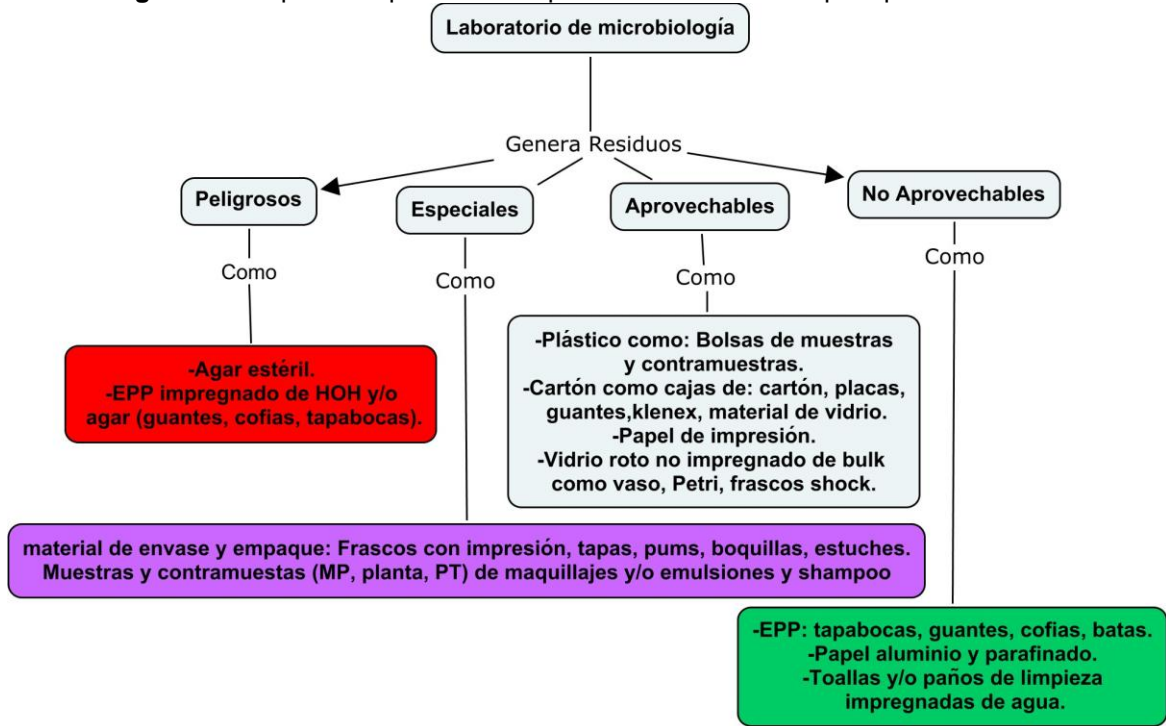 Laboratorio de microbiología
Genera Residuos
Peligrosos
Especiales
Aprovechables
No Aprovechables
Como
Como
Como
Como
-Agar estéril.
-EPP impregnado de HOH y/o
agar (guantes, cofias, tapabocas).
-Plástico como: Bolsas de muestras
y contramuestras.
-Cartón como cajas de: cartón, placas,
guantes,klenex, material de vidrio.
-Papel de impresión.
-Vidrio roto no impregnado de bulk
como vaso, Petri, frascos shock.
material de envase y empaque: Frascos con impresión, tapas, pums, boquillas, estuches.
Muestras y contramuestas (MP, planta, PT) de maquillajes y/o emulsiones y shampoo
-EPP: tapabocas, guantes, cofias, batas.
-Papel aluminio y parafinado.
-Toallas y/o paños de limpieza
impregnadas de agua.